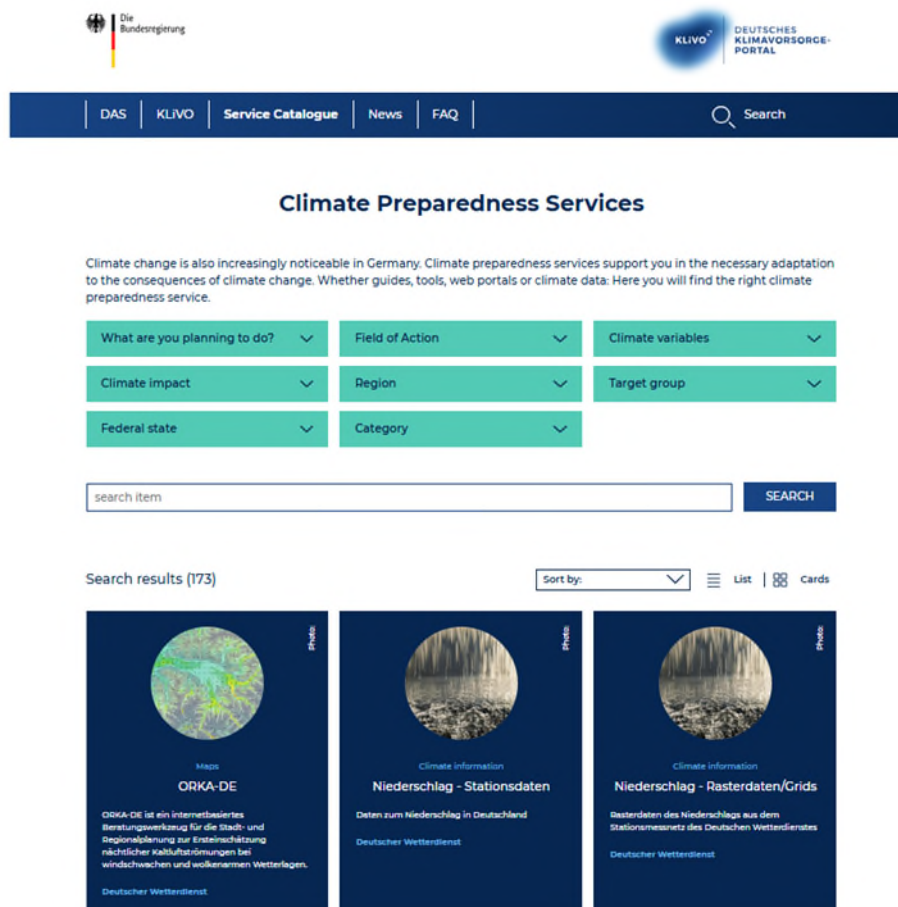 Die
Bundesregierung
KLiVO
DEUTSCHES
KLIMAVORSORGE-
PORTAL
DAS
KLiVO
Service Catalogue
News
FAQ
Search
Climate Preparedness Services
Climate change is also increasingly noticeable in Germany. Climate preparedness services support you in the necessary adaptation
to the consequences of climate change. Whether guides, tools, web portals or climate data: Here you will find the right climate
preparedness service.
What are you planning to do?
Field of Action
Climate variables
Climate impact
Region
Target group
Federal state
Category
search item
SEARCH
Search results (173)
Sort by:
List
Cards
Photo:
Maps
ORKA-DE
ORKA-DE ist ein internetbasiertes
Beratungswerkzeug für die Stadt- und
Regionalplanung zur Ersteinschätzung
nächtlicher Kaltluftströmungen bei
windschwachen und wolkenarmen Wetterlagen.
Deutscher Wetterdienst
Photo:
Climate information
Niederschlag - Stationsdaten
Daten zum Niederschlag in Deutschland
Deutscher Wetterdienst
Photo:
Climate information
Niederschlag - Rasterdaten/Grids
Rasterdaten des Niederschlags aus dem
Stationsmessnetz des Deutschen Wetterdienstes
Deutscher Wetterdienst